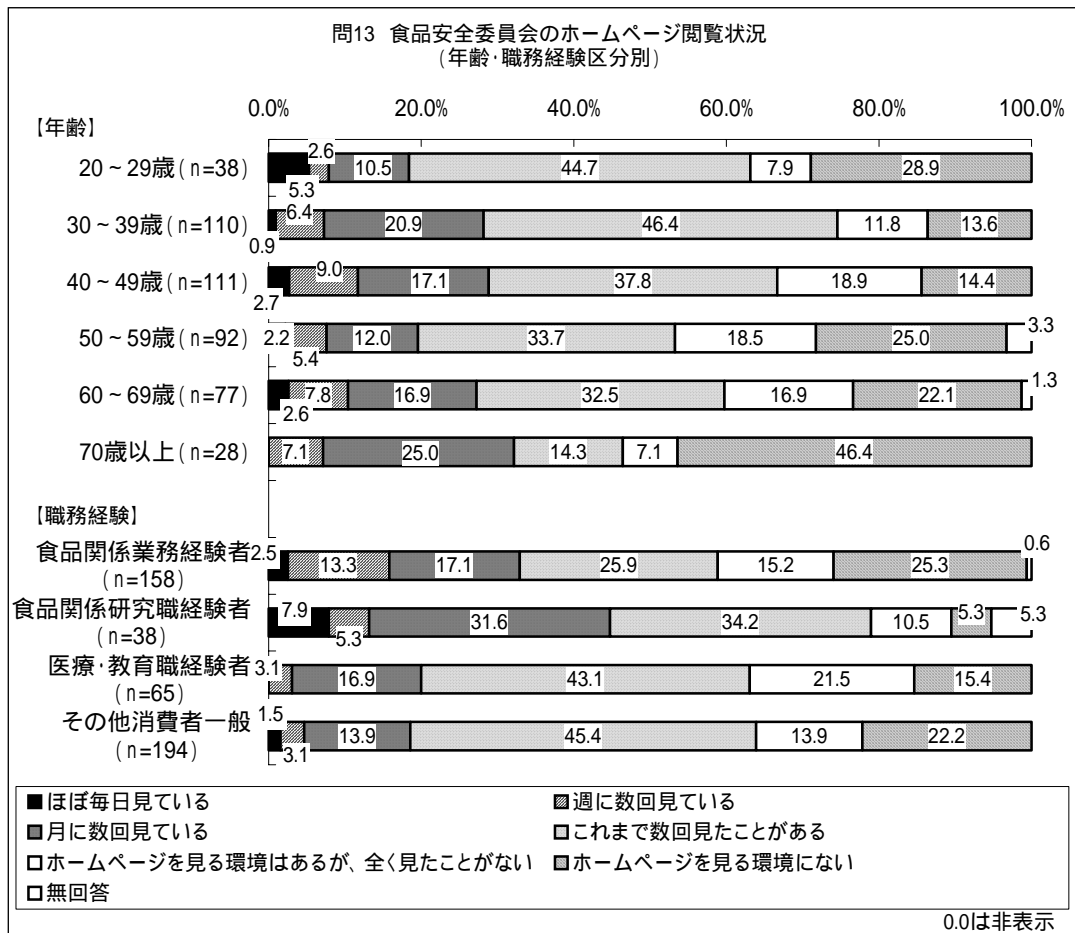 問13 食品安全委員会のホームページ閲覧状況
(年齢・職務経験区分別)
0.0% 20.0% 40.0% 60.0% 80.0% 100.0%
【年齢】
20～29歳(n=38) 5.3 2.6 10.5 44.7 7.9 28.9
30～39歳(n=110) 0.9 6.4 20.9 46.4 11.8 13.6
40～49歳(n=111) 2.7 9.0 17.1 37.8 18.9 14.4
50～59歳(n=92) 2.2 5.4 12.0 33.7 18.5 25.0 3.3
60～69歳(n=77) 2.6 7.8 16.9 32.5 16.9 22.1 1.3
70歳以上(n=28) 7.1 25.0 14.3 7.1 46.4
【職務経験】
食品関係業務経験者 2.5 13.3 17.1 25.9 15.2 25.3 0.6
(n=158)
食品関係研究職経験者 7.9 5.3 31.6 34.2 10.5 5.3 5.3
(n=38)
医療・教育職経験者 3.1 16.9 43.1 21.5 15.4
(n=65)
その他消費者一般 1.5 3.1 13.9 45.4 13.9 22.2
(n=194)
ほぼ毎日見ている 週に数回見ている
月に数回見ている これまで数回見たことがある
ホームページを見る環境はあるが、全く見たことがない ホームページを見る環境にない
無回答
0.0は非表示